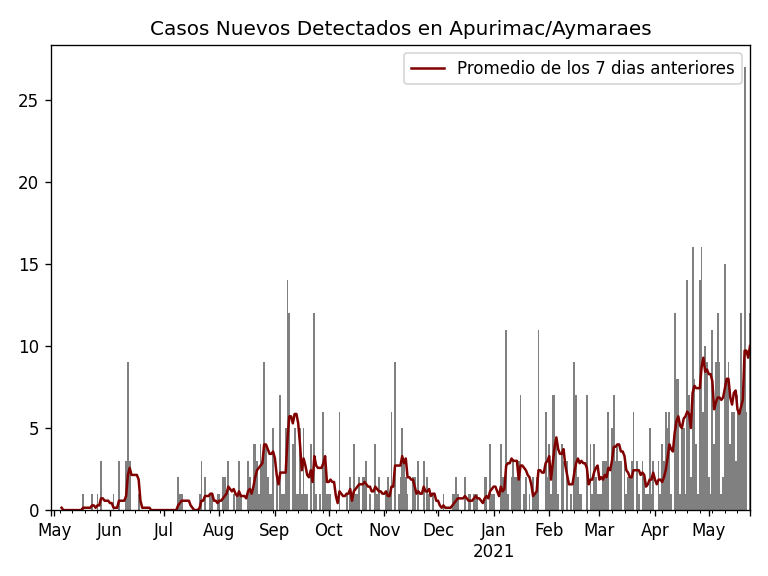 Casos Nuevos Detectados en Apurimac/Aymaraes
Promedio de los 7 dias anteriores
25
20
15
10
5
0
May Jun Jul Aug Sep Oct Nov Dec Jan Feb Mar Apr May
2021